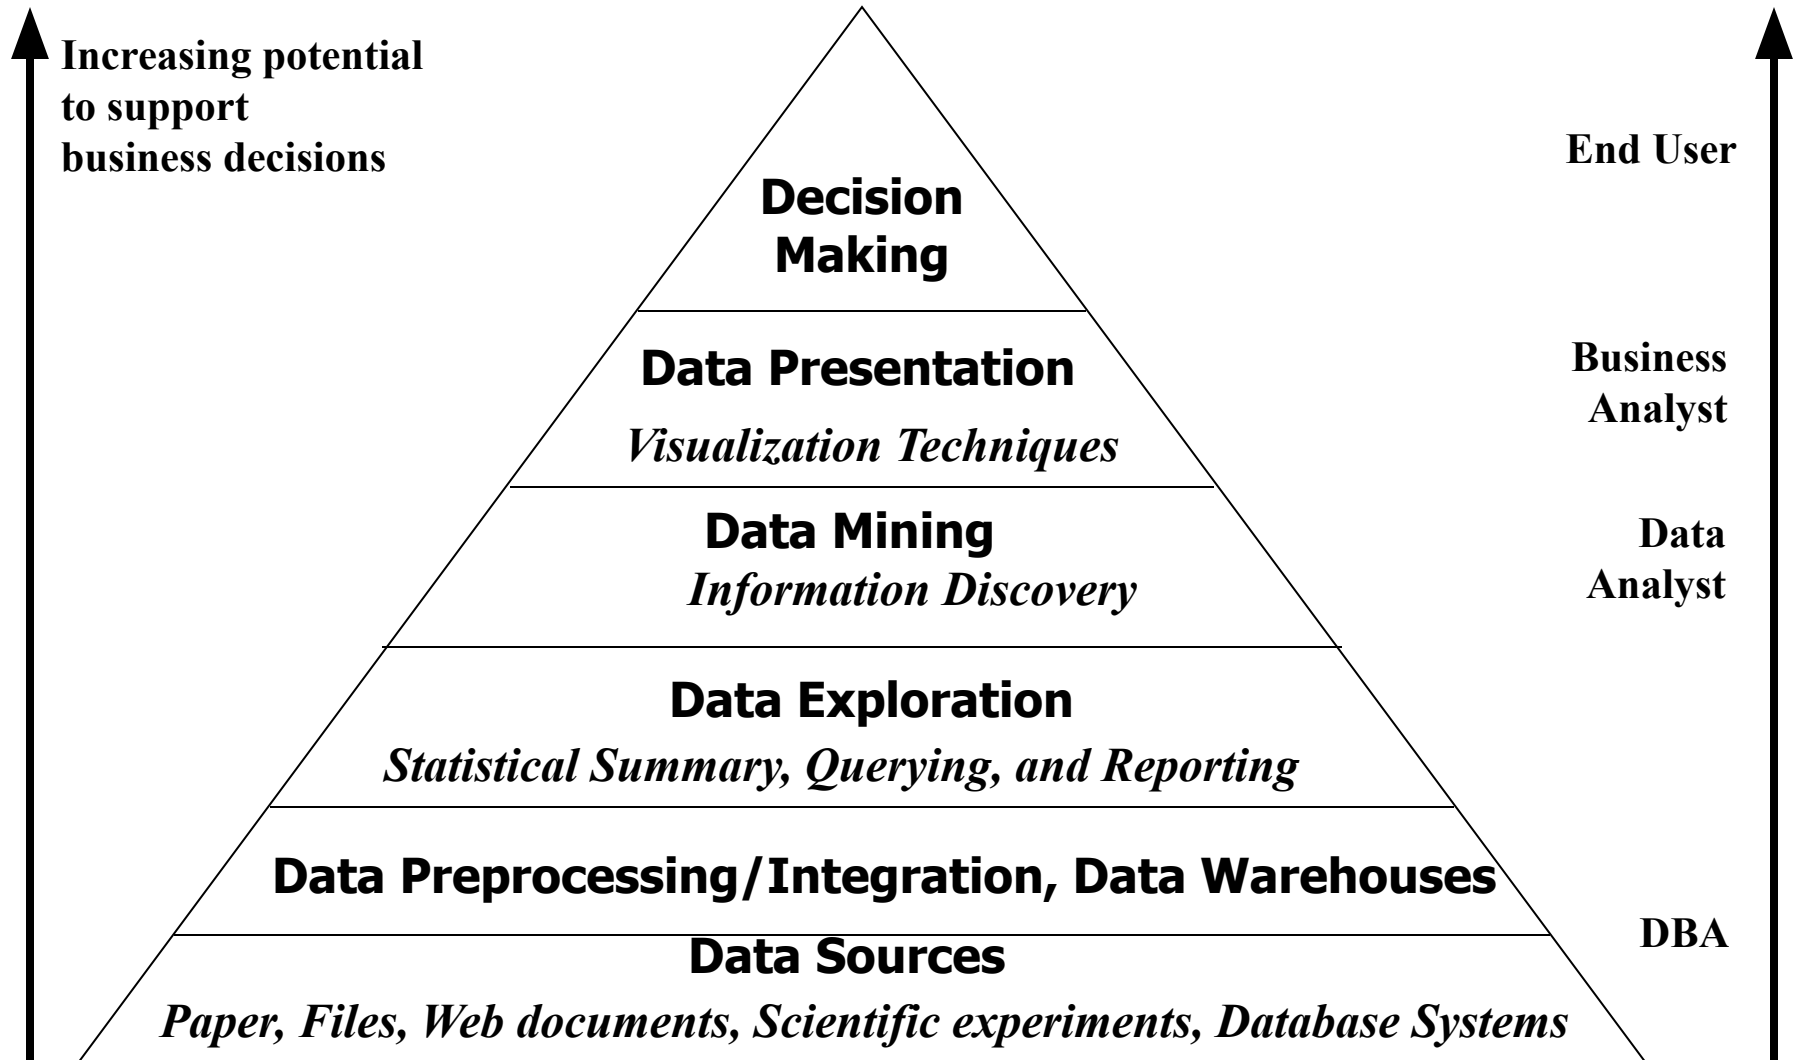 Increasing potential
to support
business decisions
End User
Decision
Making
Data Presentation
Visualization Techniques
Business
Analyst
Data Mining
Information Discovery
Data
Analyst
Data Exploration
Statistical Summary, Querying, and Reporting
Data Preprocessing/Integration, Data Warehouses
DBA
Data Sources
Paper, Files, Web documents, Scientific experiments, Database Systems